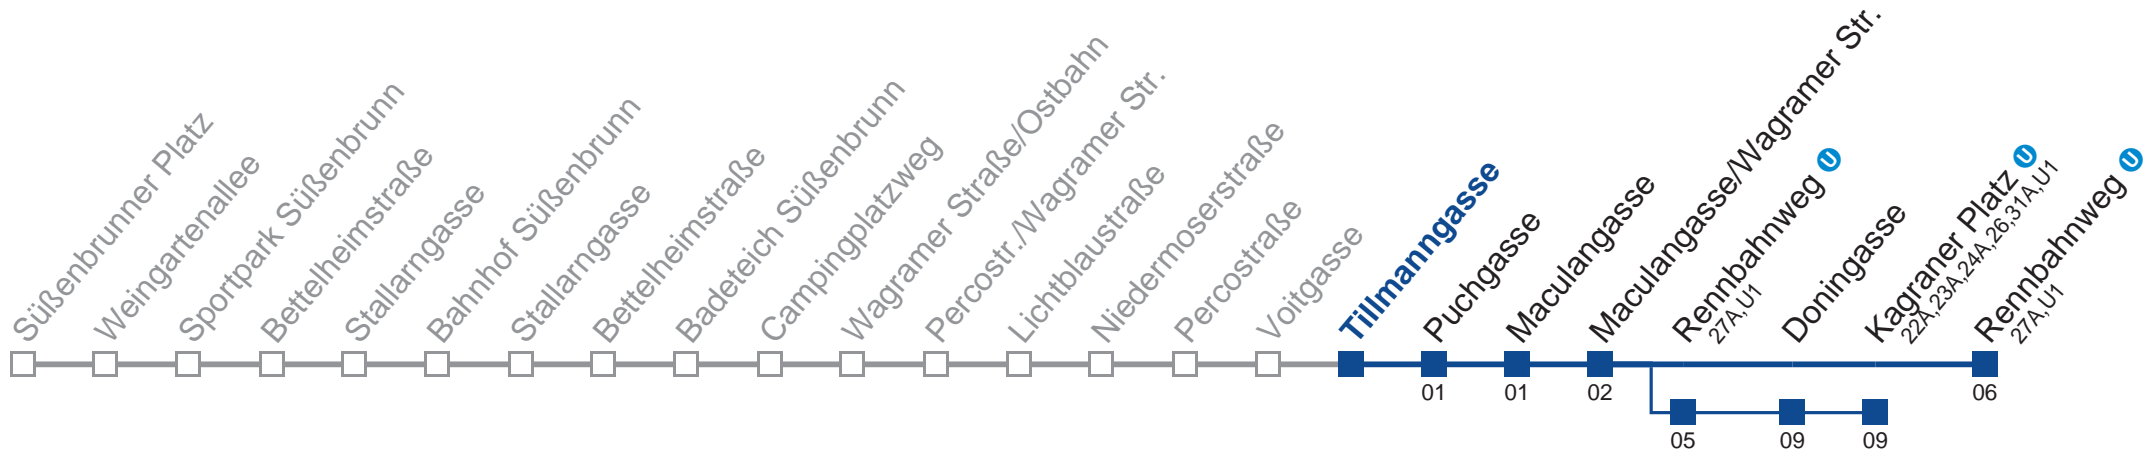 Süßenbrunner Platz
Weingartenallee
Sportpark Süßenbrunn
Bettelheimstraße
Stallarngasse
Bahnhof Süßenbrunn
Stallarngasse
Bettelheimstraße
Badeteich Süßenbrunn
Campingplatzweg
Wagramer Straße/Ostbahn
Percostr./Wagramer Str.
Lichtblaustraße
Niedermoserstraße
Percostraße
Voitgasse
Tillmanngasse
Puchgasse
Maculangasse
Maculangasse/Wagramer Str.
Rennbahnweg U
27A,U1
Doningasse
Kagraner Platz U
22A,23A,24A,26,31A,U1
Rennbahnweg U
27A,U1
01
01
02
06
05
09
09